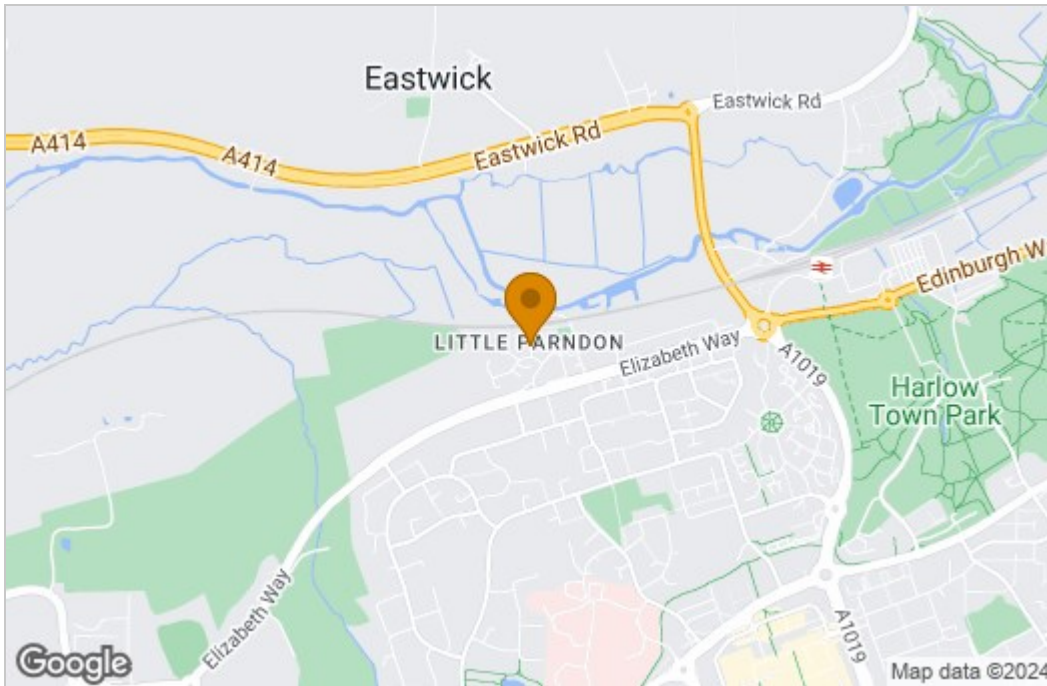 Eastwick
Eastwick Rd
A414
Eastwick Rd
A414
Edinburgh W
LITTLE PARNDON
Elizabeth Way
A1019
Harlow
Town Park
Elizabeth Way
A1019
Google
Map data ©2024